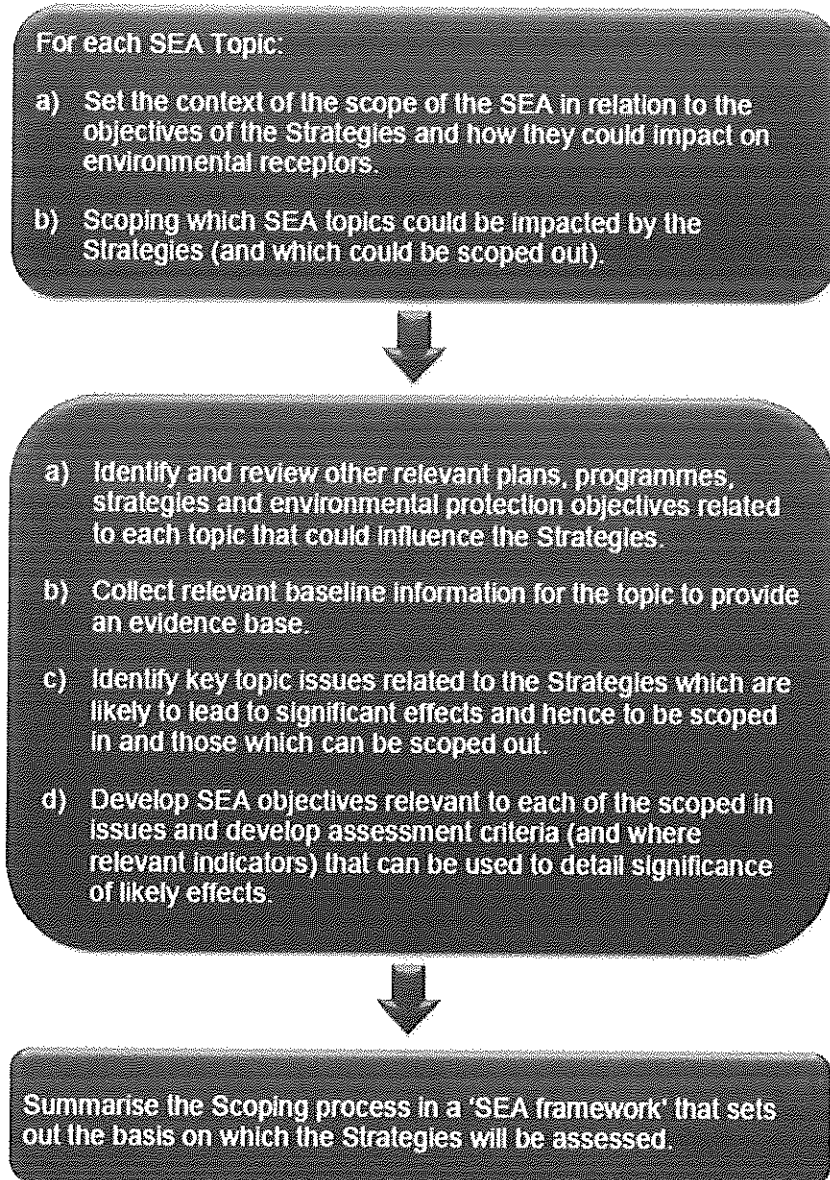 For each SEA Topic:
a) Set the context of the scope of the SEA in relation to the
objectives of the Strategies and how they could impact on
environmental receptors.
b) Scoping which SEA topics could be impacted by the
Strategies (and which could be scoped out).
a) Identify and review other relevant plans, programmes,
strategies and environmental protection objectives related
to each topic that could influence the Strategies.
b) Collect relevant baseline information for the topic to provide
an evidence base.
c) Identify key topic issues related to the Strategies which are
likely to lead to significant effects and hence to be scoped
in and those which can be scoped out.
d) Develop SEA objectives relevant to each of the scoped in
issues and develop assessment criteria (and where
relevant indicators) that can be used to detail significance
of likely effects.
Summarise the Scoping process in a 'SEA framework' that sets
out the basis on which the Strategies will be assessed.